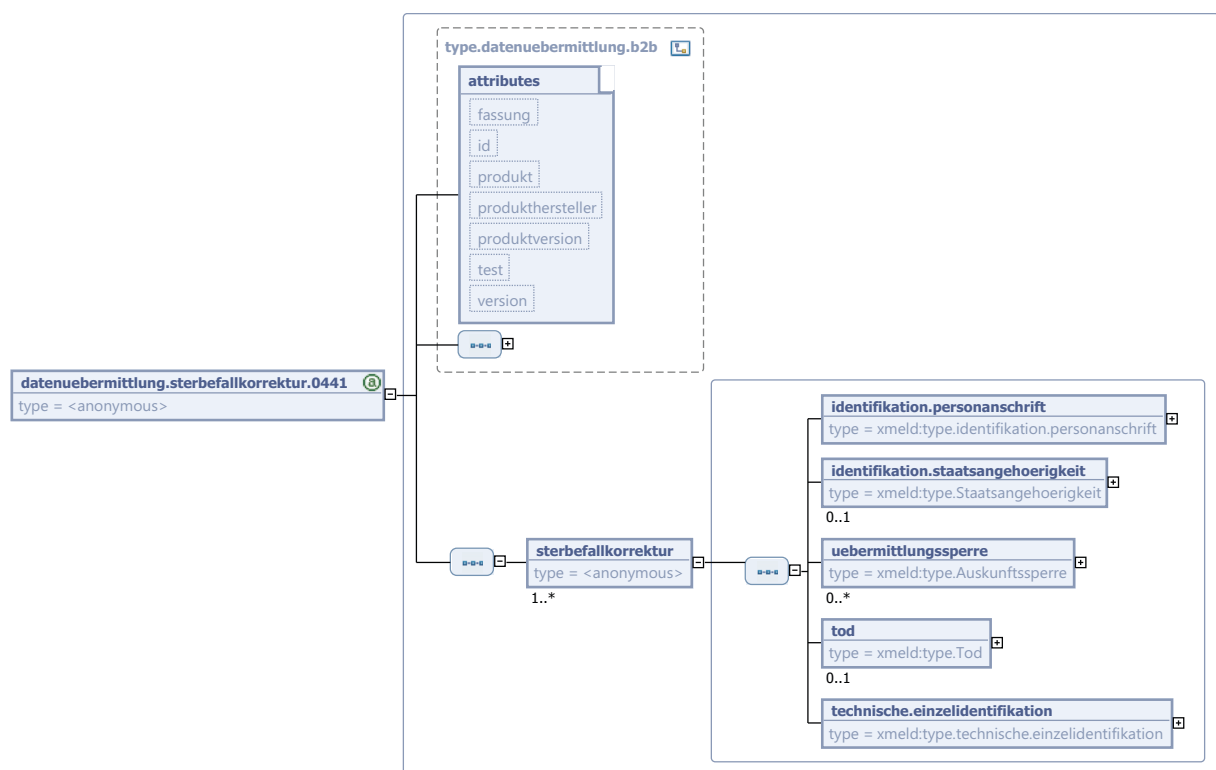 type.datenuebermittlung.b2b
attributes
fassung
id
produkt
produkthersteller
produktversion
test
version
datenuebermittlung.sterbefallkorrektur.0441 a
type = <anonymous>
sterbefallkorrektur
type = <anonymous>
1..*
identifikation.personanschrift
type = xmeld:type.identifikation.personanschrift
identifikation.staatsangehoerigkeit
type = xmeld:type.Staatsangehoerigkeit
0..1
uebermittlungssperre
type = xmeld:type.Auskunftssperre
0..*
tod
type = xmeld:type.Tod
0..1
technische.einzelidentifikation
type = xmeld:type.technische.einzelidentifikation